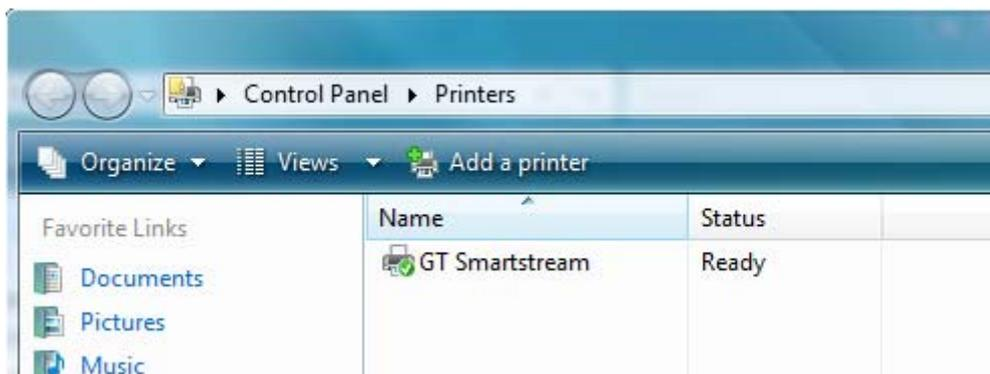 Control Panel Printers
Organize Views Add a printer
Favorite Links
Documents
Pictures
Music
Name Status
GT Smartstream Ready